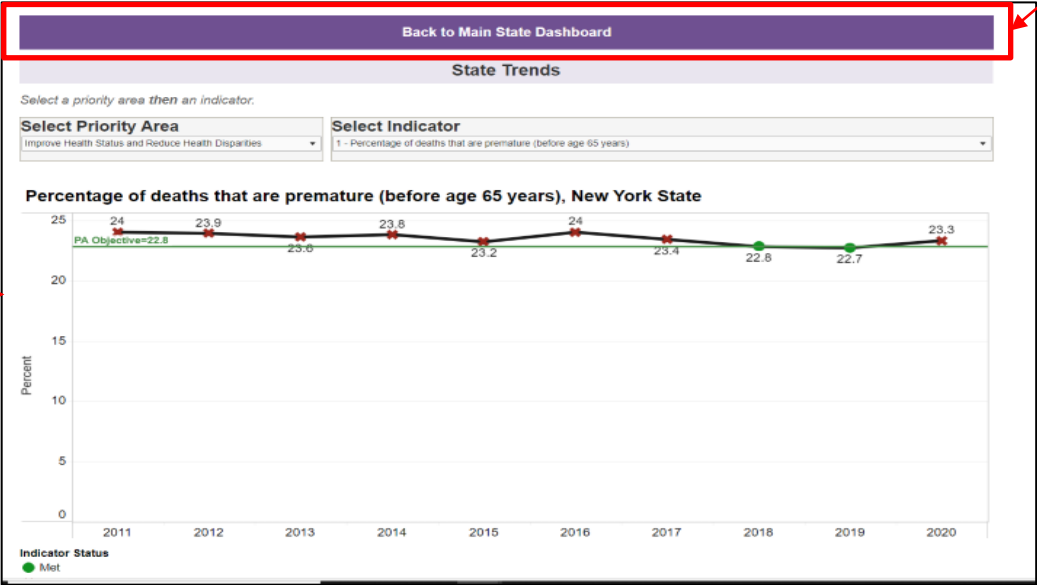 Back to Main State Dashboard
State Trends
Select a priority area then an indicator.
Select Priority Area
Improve Health Status and Reduce Health Disparities
Select Indicator
1 - Percentage of deaths that are premature (before age 65 years)
Percentage of deaths that are premature (before age 65 years), New York State
25
24
23.9
23.6
23.8
23.2
24
23.4
22.8
22.7
23.3
PA Objective=22.8
20
15
10
5
0
Percent
2011 2012 2013 2014 2015 2016 2017 2018 2019 2020
Indicator Status
Met